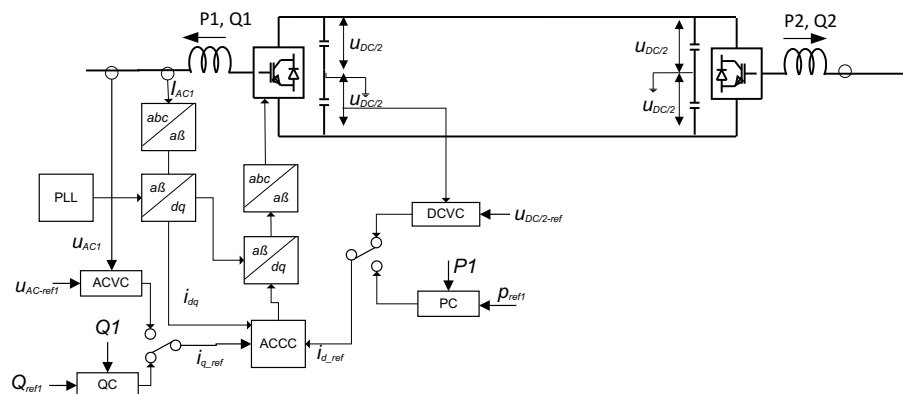 P1, Q1
P2, Q2
u_DC/2
u_DC/2
I_AC1
u_DC/2
u_DC/2
abc
aß
PLL
aß
dq
abc
aß
DCVC
u_DC/2-ref
u_AC1
aß
dq
P1
u_AC-ref1
ACVC
i_dq
PC
p_ref1
Q1
ACCC
i_q_ref
i_d_ref
Q_ref1
QC